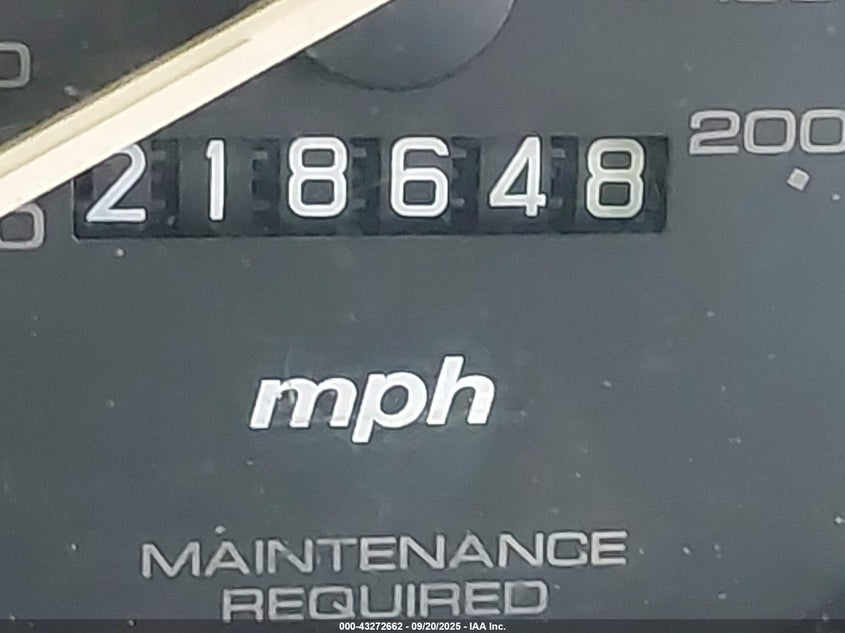 200
218648
mph
MAINTENANCE
REQUIRED
000-43272662 - 09/20/2025 - IAA Inc.